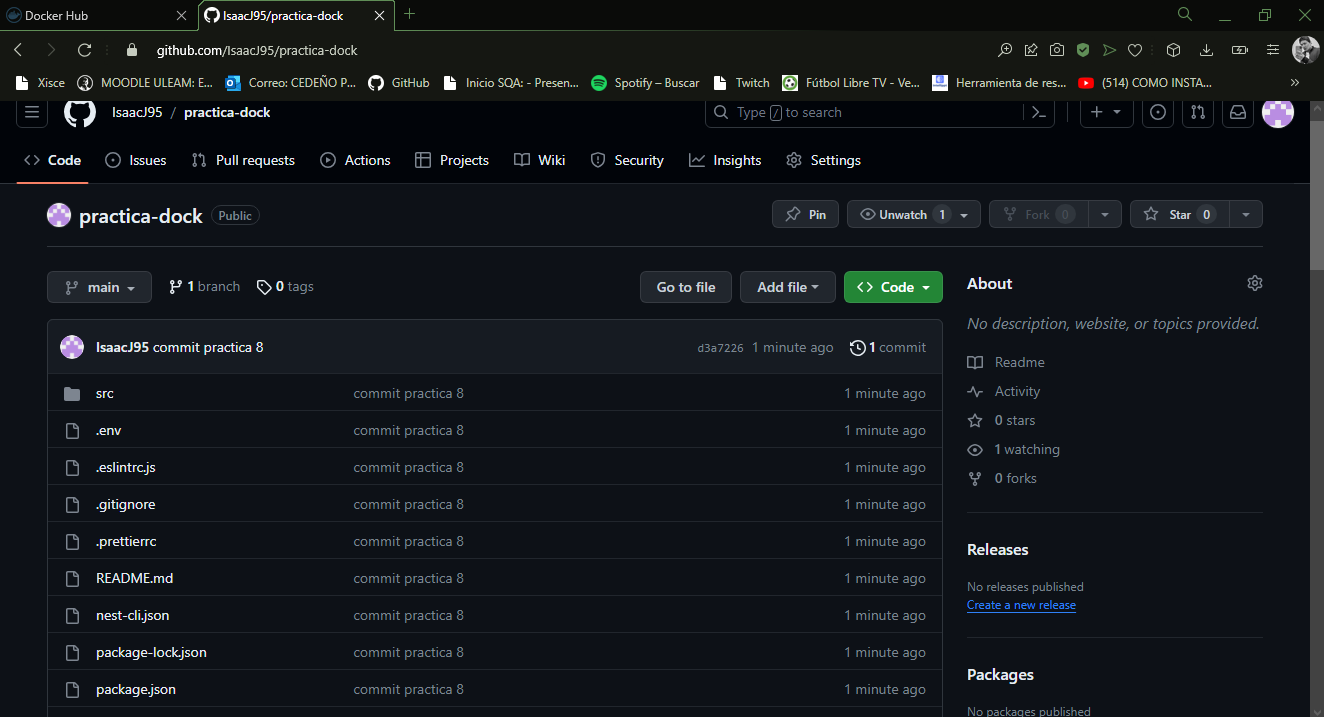 Docker Hub
IsaacJ95/practica-dock
github.com/IsaacJ95/practica-dock
Xisce MOODLE ULEAM: E... Correo: CEDEÑO P... GitHub Inicio SQA: - Presen... Spotify – Buscar Twitch Fútbol Libre TV - Ve... Herramienta de res... (514) COMO INSTA... »
IsaacJ95 / practica-dock Type / to search
Code Issues Pull requests Actions Projects Wiki Security Insights Settings
practica-dock Public Pin Unwatch 1 Fork 0 Star 0
main 1 branch 0 tags Go to file Add file Code
IsaacJ95 commit practica 8 d3a7226 1 minute ago 1 commit
src commit practica 8 1 minute ago
.env commit practica 8 1 minute ago
.eslintrc.js commit practica 8 1 minute ago
.gitignore commit practica 8 1 minute ago
.prettierrc commit practica 8 1 minute ago
README.md commit practica 8 1 minute ago
nest-cli.json commit practica 8 1 minute ago
package-lock.json commit practica 8 1 minute ago
package.json commit practica 8 1 minute ago
About
No description, website, or topics provided.
Readme
Activity
0 stars
1 watching
0 forks
Releases
No releases published
Create a new release
Packages
No packages published